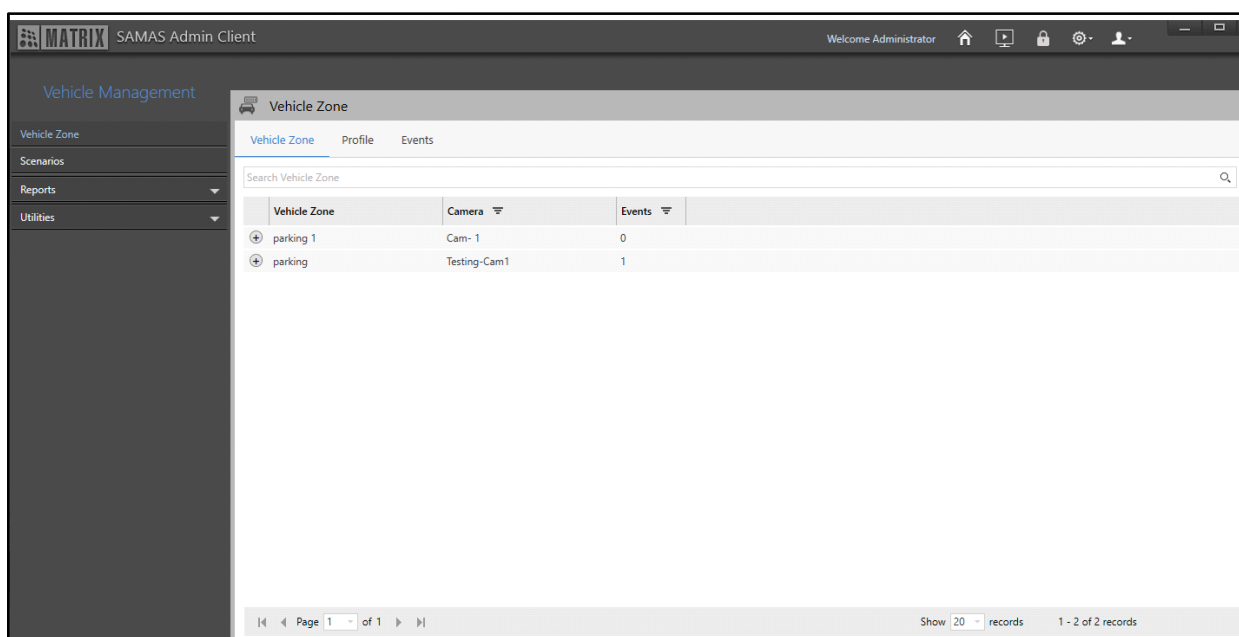 MATRIX SAMAS Admin Client
Welcome Administrator
Vehicle Management
Vehicle Zone
Scenarios
Reports
Utilities
Vehicle Zone
Vehicle Zone Profile Events
Search Vehicle Zone
Vehicle Zone Camera Events
parking 1 Cam- 1 0
parking Testing-Cam1 1
Page 1 of 1 Show 20 records 1 - 2 of 2 records